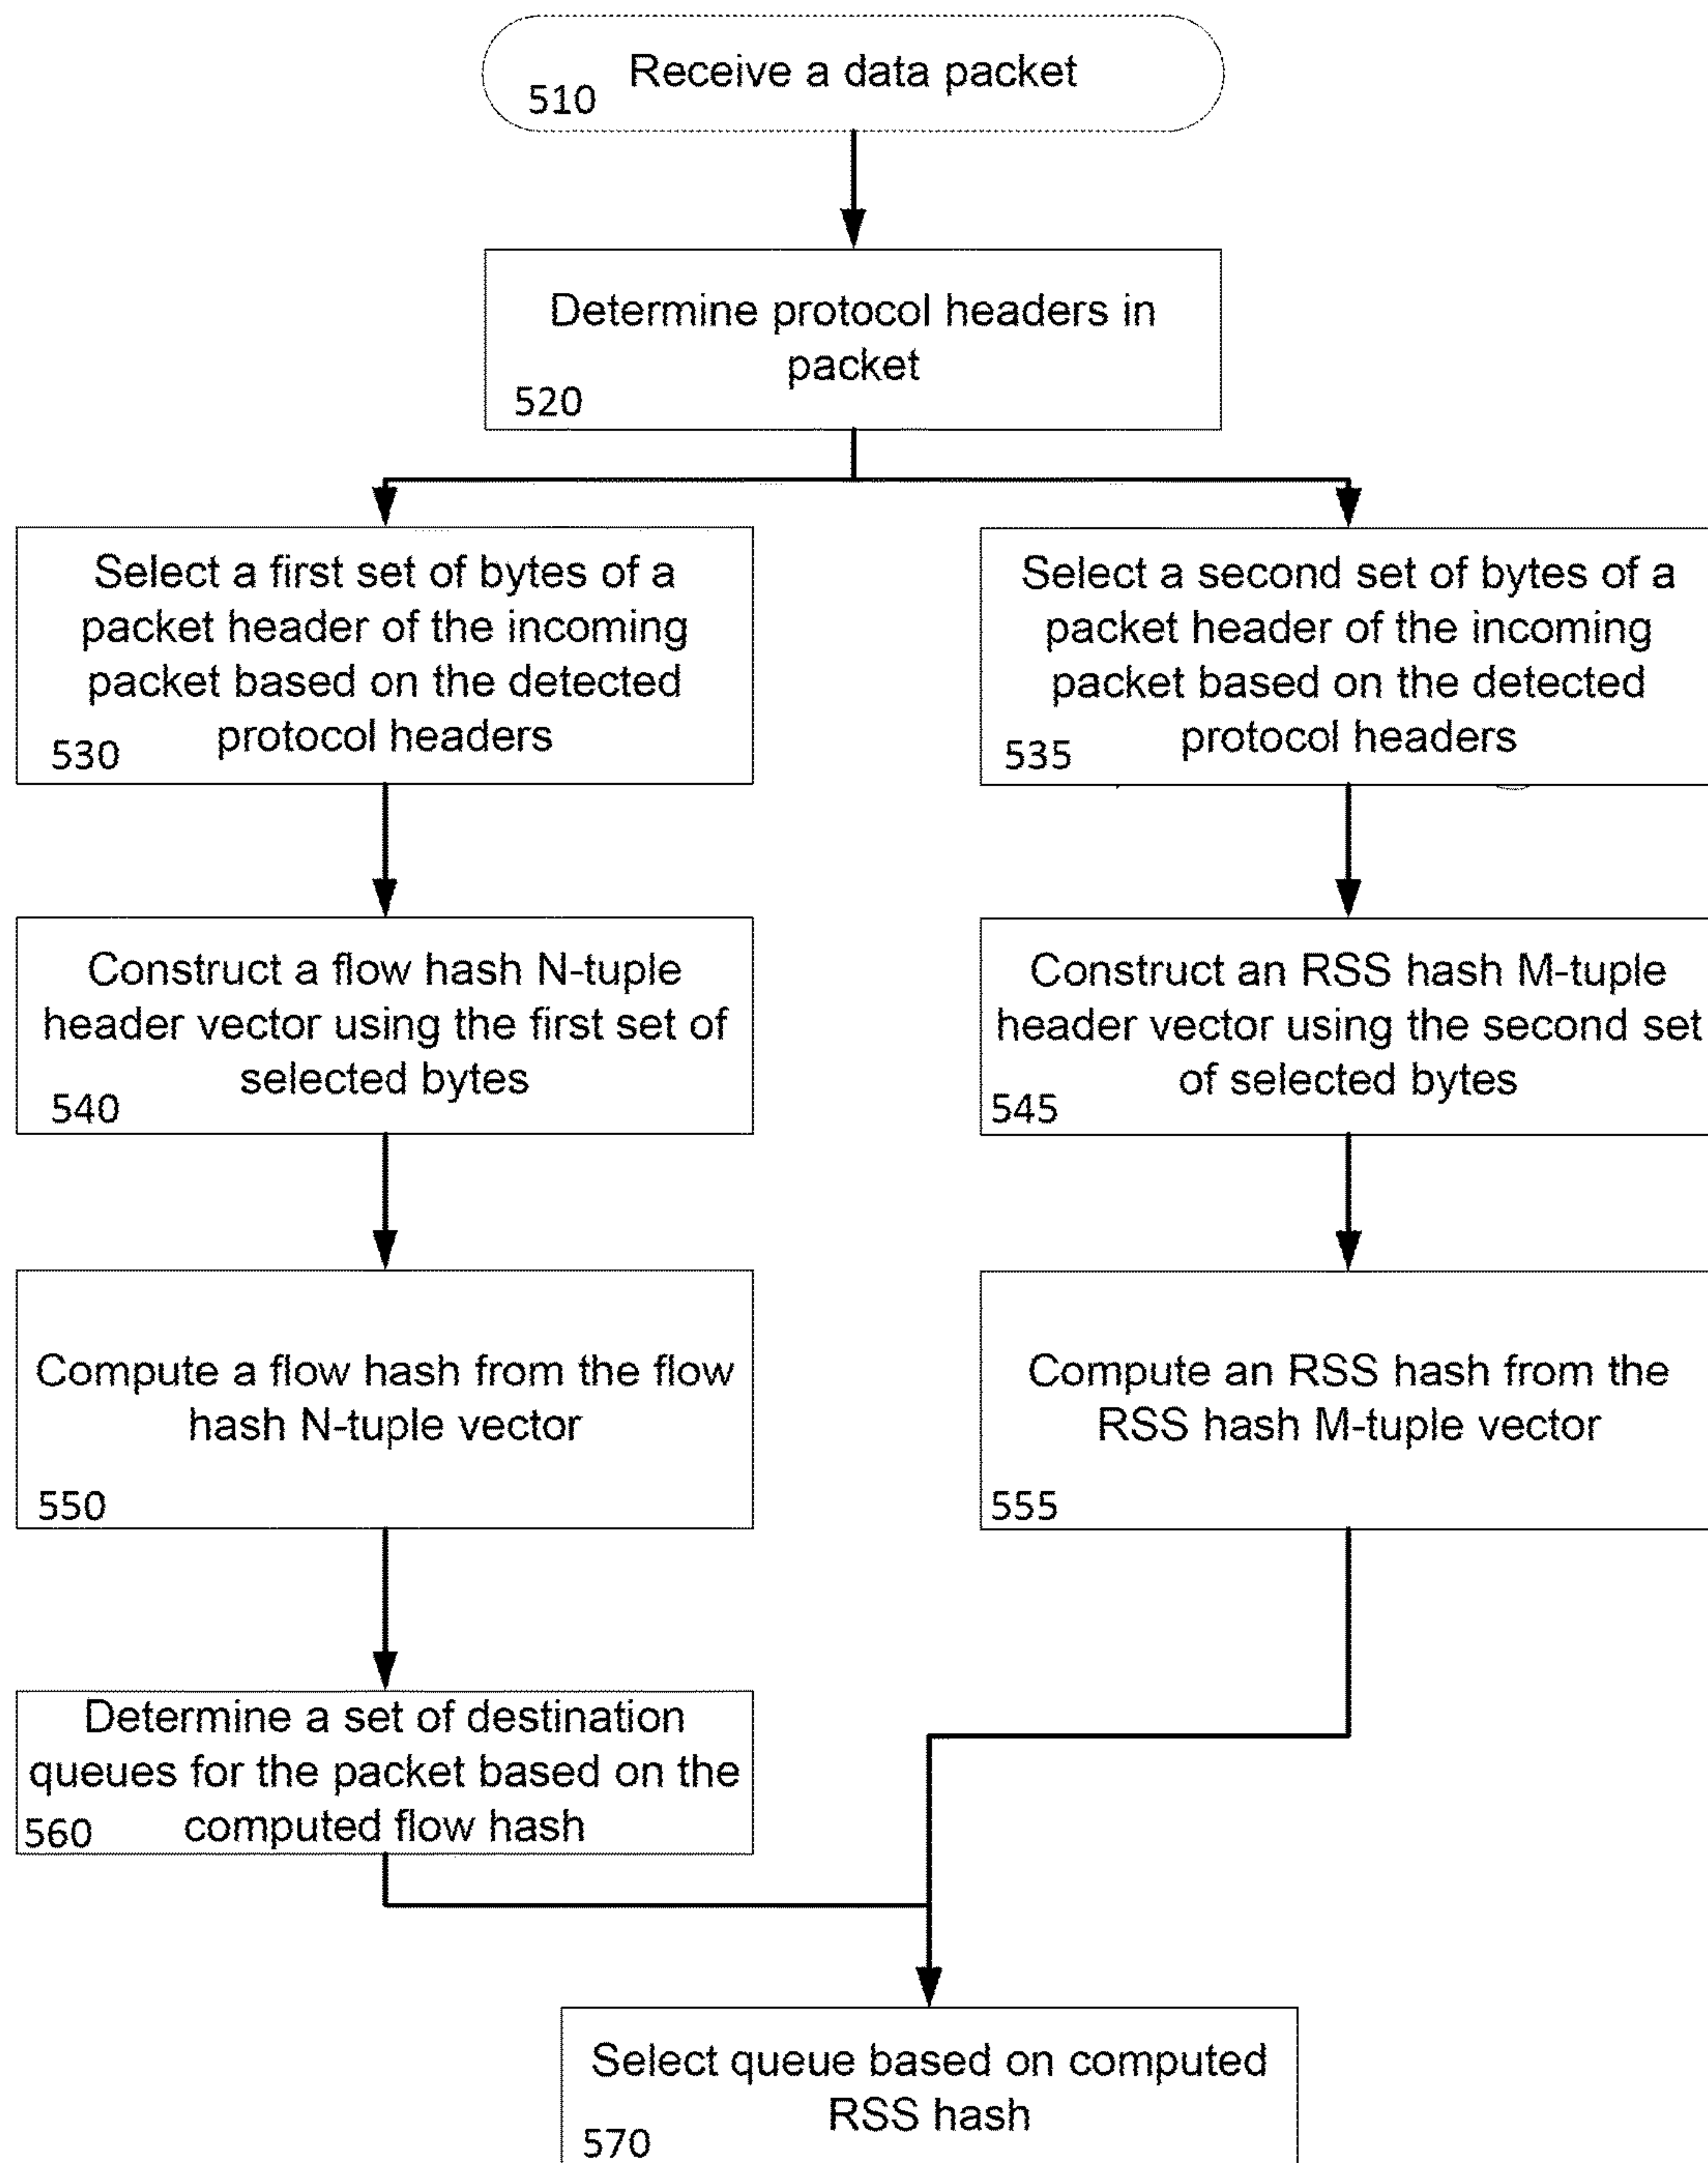 Receive a data packet
510
Determine protocol headers in
packet
520
Select a first set of bytes of a
packet header of the incoming
packet based on the detected
protocol headers
530
Select a second set of bytes of a
packet header of the incoming
packet based on the detected
protocol headers
535
Construct a flow hash N-tuple
header vector using the first set of
selected bytes
540
Construct an RSS hash M-tuple
header vector using the second set
of selected bytes
545
Compute a flow hash from the flow
hash N-tuple vector
550
Compute an RSS hash from the
RSS hash M-tuple vector
555
Determine a set of destination
queues for the packet based on the
computed flow hash
560
Select queue based on computed
RSS hash
570